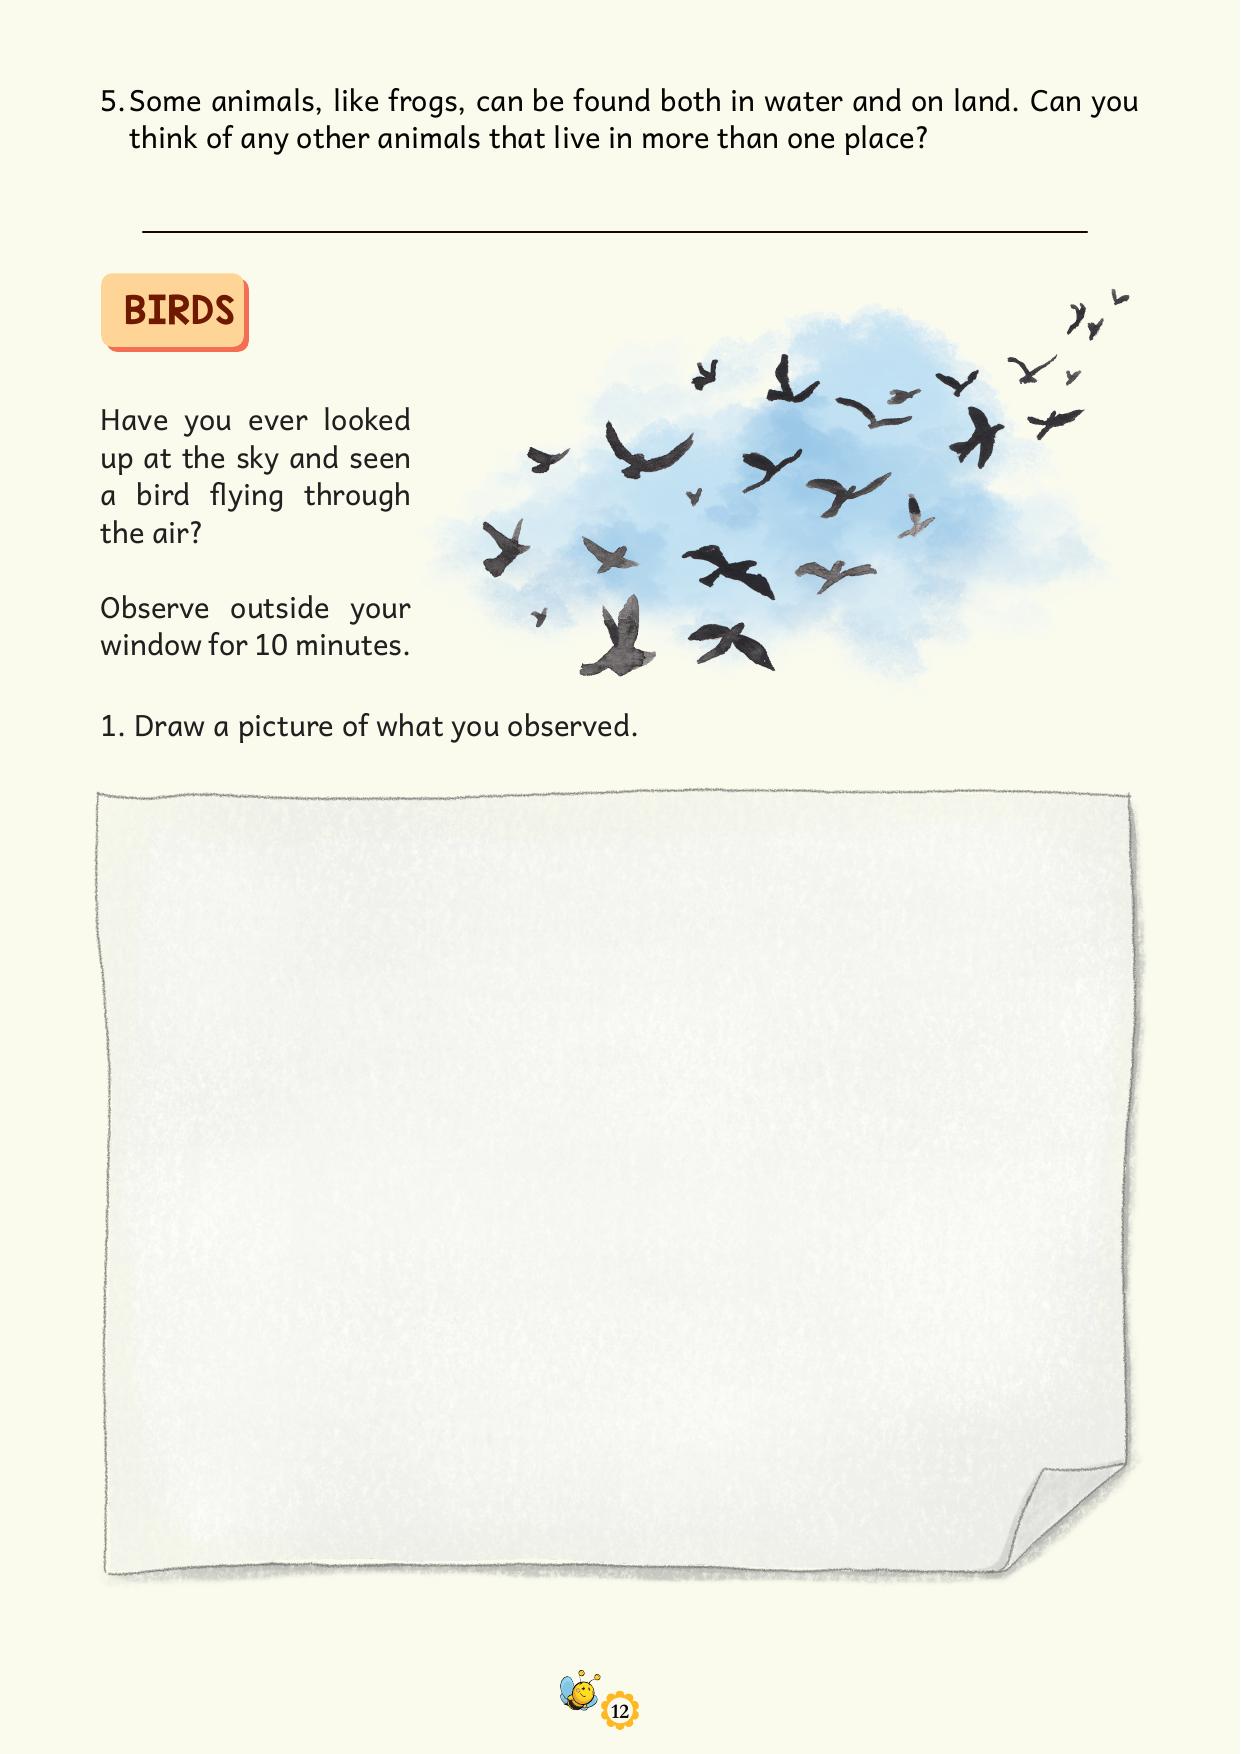 5. Some animals, like frogs, can be found both in water and on land. Can you
think of any other animals that live in more than one place?
BIRDS
Have you ever looked
up at the sky and seen
a bird flying through
the air?
Observe outside your
window for 10 minutes.
1. Draw a picture of what you observed.
12